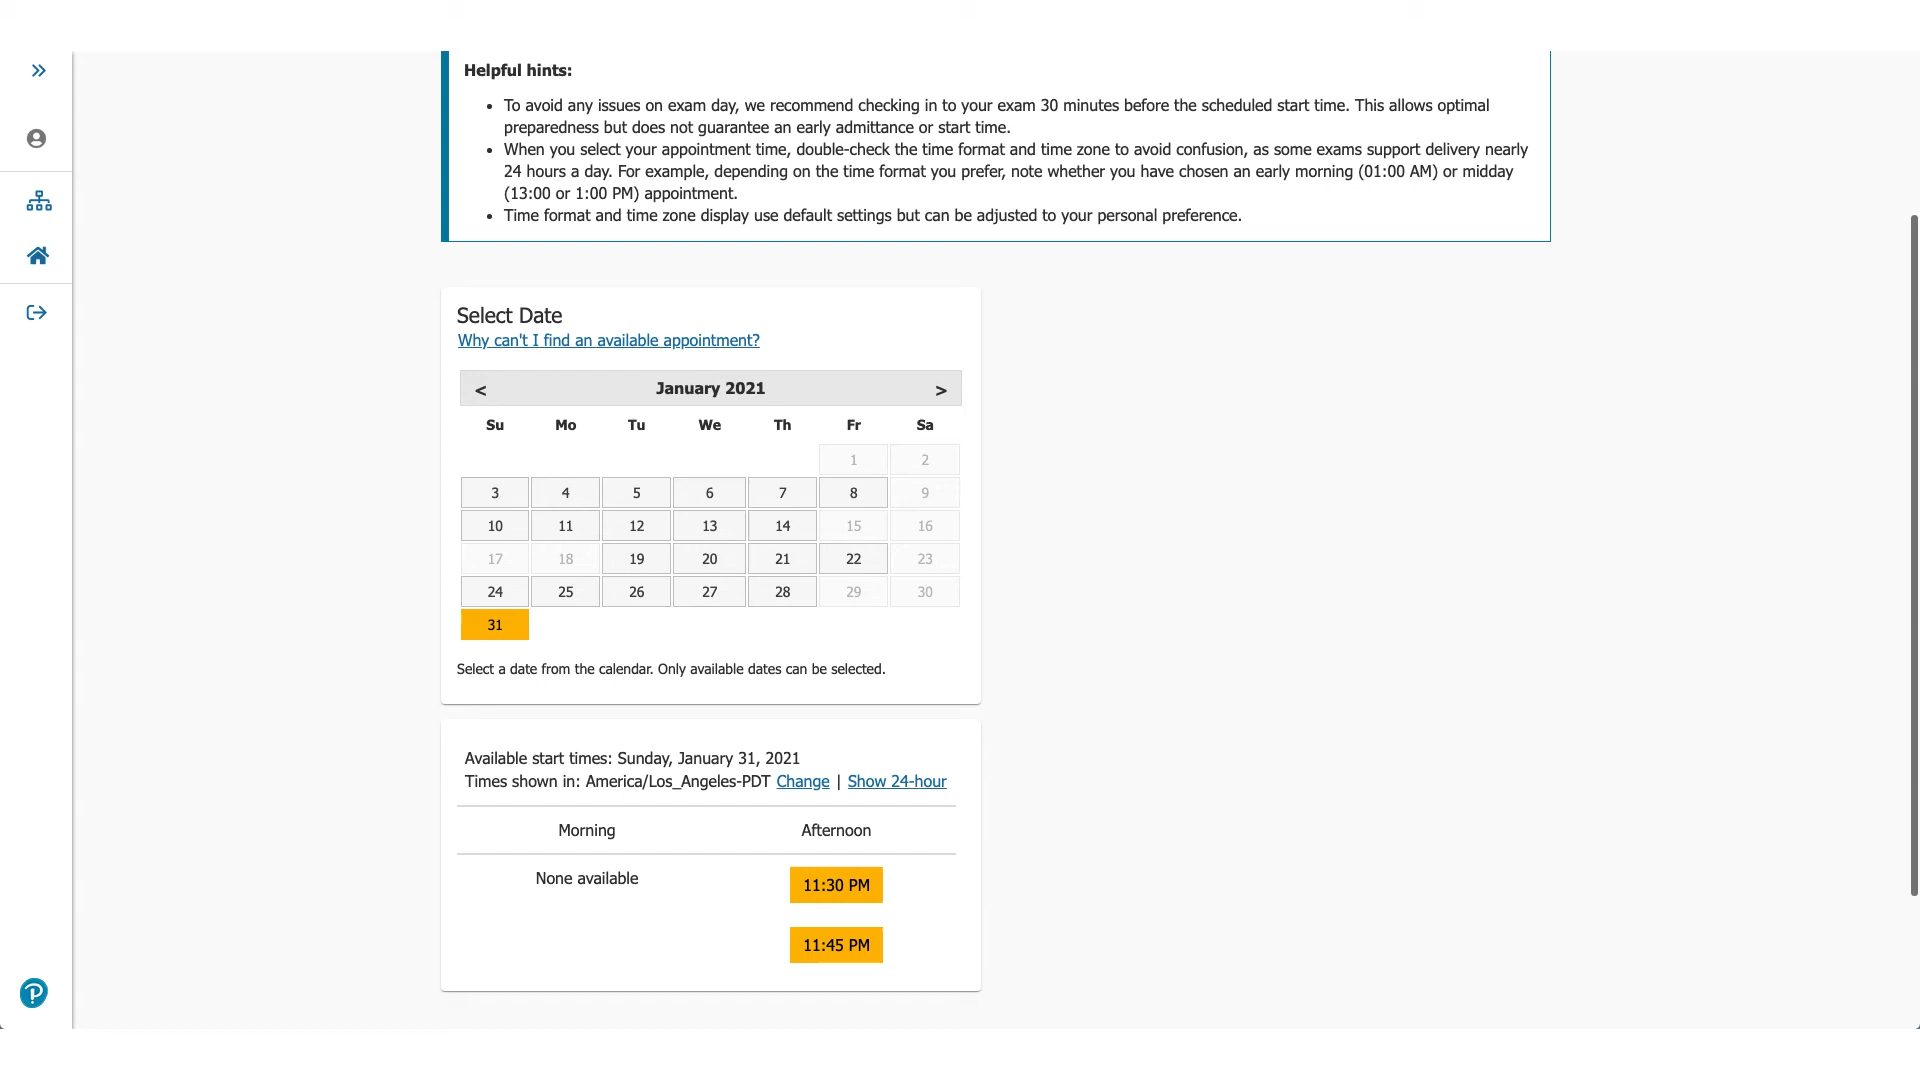 Helpful hints:
• To avoid any issues on exam day, we recommend checking in to your exam 30 minutes before the scheduled start time. This allows optimal
preparedness but does not guarantee an early admittance or start time.
• When you select your appointment time, double-check the time format and time zone to avoid confusion, as some exams support delivery nearly
24 hours a day. For example, depending on the time format you prefer, note whether you have chosen an early morning (01:00 AM) or midday
(13:00 or 1:00 PM) appointment.
• Time format and time zone display use default settings but can be adjusted to your personal preference.
Select Date
Why can't I find an available appointment?
< January 2021 >
Su Mo Tu We Th Fr Sa
1 2
3 4 5 6 7 8 9
10 11 12 13 14 15 16
17 18 19 20 21 22 23
24 25 26 27 28 29 30
31
Select a date from the calendar. Only available dates can be selected.
Available start times: Sunday, January 31, 2021
Times shown in: America/Los_Angeles-PDT Change | Show 24-hour
Morning Afternoon
None available 11:30 PM
11:45 PM